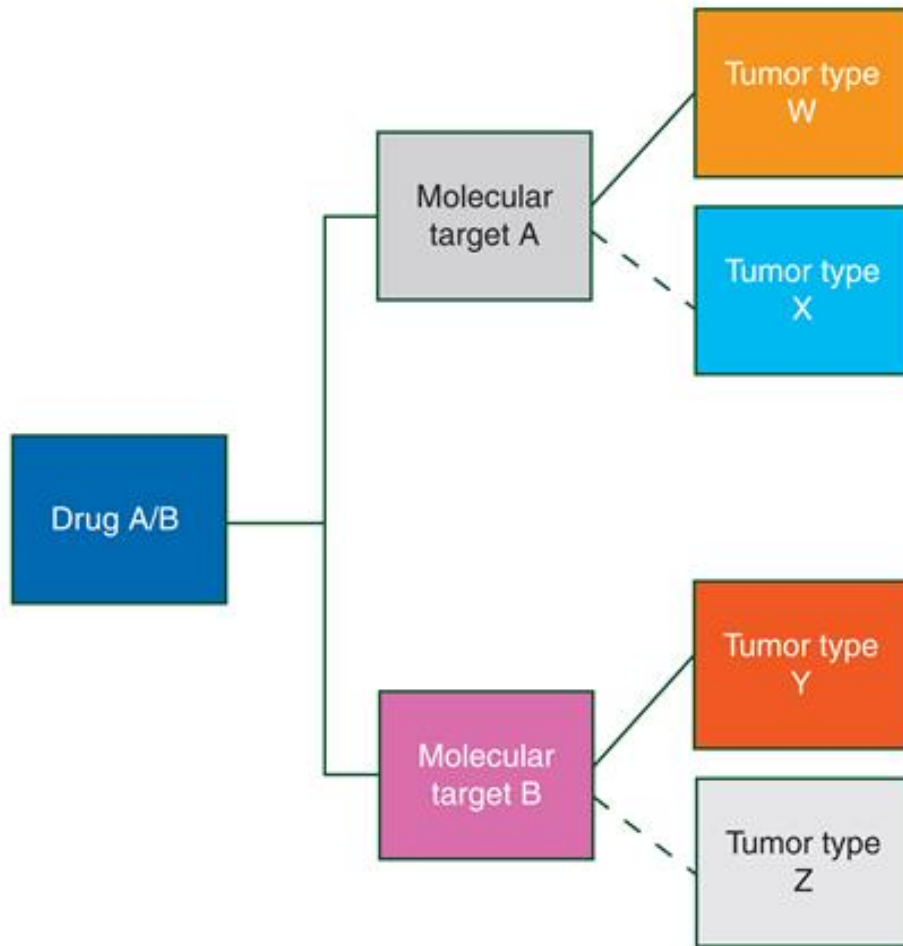 Tumor type
W
Molecular
target A
Tumor type
X
Drug A/B
Tumor type
Y
Molecular
target B
Tumor type
Z